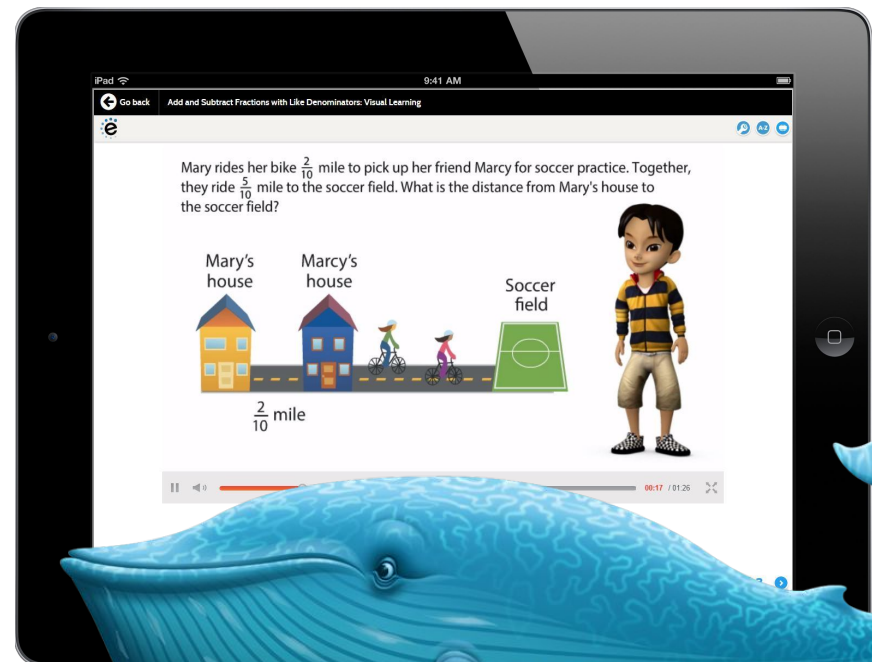 iPad 9:41 AM
Go back Add and Subtract Fractions with Like Denominators: Visual Learning
e A-Z
Mary rides her bike 2/10 mile to pick up her friend Marcy for soccer practice. Together,
they ride 5/10 mile to the soccer field. What is the distance from Mary's house to
the soccer field?
Mary's
house
Marcy's
house
Soccer
field
2/10 mile
0 00:17 / 01:26